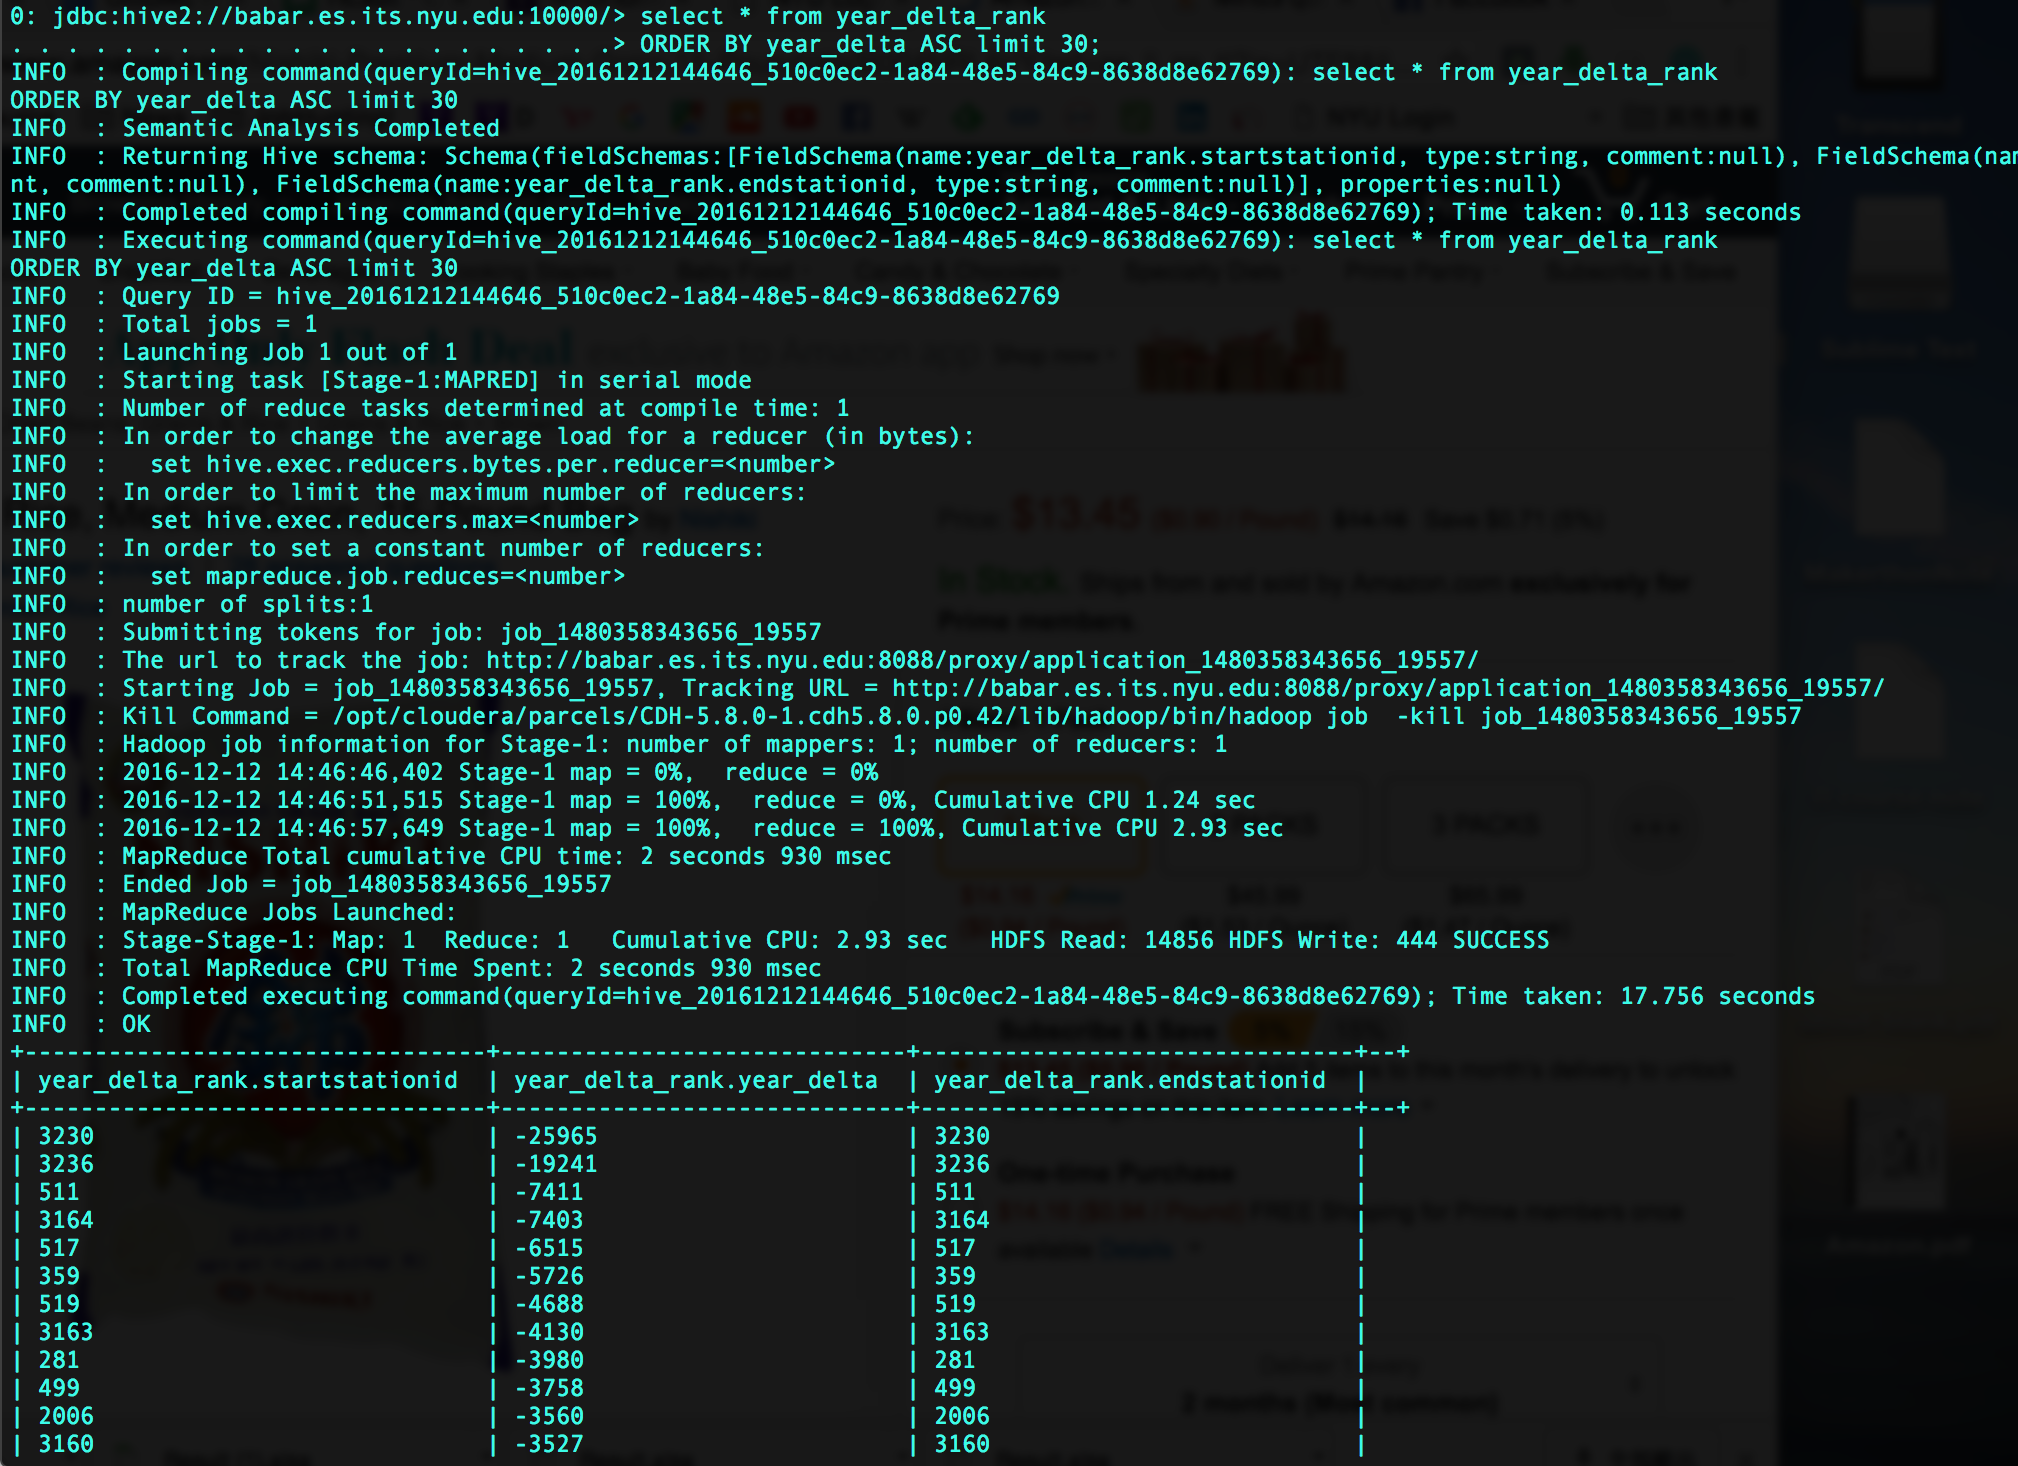 0: jdbc:hive2://babar.es.its.nyu.edu:10000/> select * from year_delta_rank
. . . . . . . . . . . . . . . . . . . . . .> ORDER BY year_delta ASC limit 30;
INFO  : Compiling command(queryId=hive_20161212144646_510c0ec2-1a84-48e5-84c9-8638d8e62769): select * from year_delta_rank
ORDER BY year_delta ASC limit 30
INFO  : Semantic Analysis Completed
INFO  : Returning Hive schema: Schema(fieldSchemas:[FieldSchema(name:year_delta_rank.startstationid, type:string, comment:null), FieldSchema(nam
nt, comment:null), FieldSchema(name:year_delta_rank.endstationid, type:string, comment:null)], properties:null)
INFO  : Completed compiling command(queryId=hive_20161212144646_510c0ec2-1a84-48e5-84c9-8638d8e62769); Time taken: 0.113 seconds
INFO  : Executing command(queryId=hive_20161212144646_510c0ec2-1a84-48e5-84c9-8638d8e62769): select * from year_delta_rank
ORDER BY year_delta ASC limit 30
INFO  : Query ID = hive_20161212144646_510c0ec2-1a84-48e5-84c9-8638d8e62769
INFO  : Total jobs = 1
INFO  : Launching Job 1 out of 1
INFO  : Starting task [Stage-1:MAPRED] in serial mode
INFO  : Number of reduce tasks determined at compile time: 1
INFO  : In order to change the average load for a reducer (in bytes):
INFO  :   set hive.exec.reducers.bytes.per.reducer=<number>
INFO  : In order to limit the maximum number of reducers:
INFO  :   set hive.exec.reducers.max=<number>
INFO  : In order to set a constant number of reducers:
INFO  :   set mapreduce.job.reduces=<number>
INFO  : number of splits:1
INFO  : Submitting tokens for job: job_1480358343656_19557
INFO  : The url to track the job: http://babar.es.its.nyu.edu:8088/proxy/application_1480358343656_19557/
INFO  : Starting Job = job_1480358343656_19557, Tracking URL = http://babar.es.its.nyu.edu:8088/proxy/application_1480358343656_19557/
INFO  : Kill Command = /opt/cloudera/parcels/CDH-5.8.0-1.cdh5.8.0.p0.42/lib/hadoop/bin/hadoop job  -kill job_1480358343656_19557
INFO  : Hadoop job information for Stage-1: number of mappers: 1; number of reducers: 1
INFO  : 2016-12-12 14:46:46,402 Stage-1 map = 0%,  reduce = 0%
INFO  : 2016-12-12 14:46:51,515 Stage-1 map = 100%,  reduce = 0%, Cumulative CPU 1.24 sec
INFO  : 2016-12-12 14:46:57,649 Stage-1 map = 100%,  reduce = 100%, Cumulative CPU 2.93 sec
INFO  : MapReduce Total cumulative CPU time: 2 seconds 930 msec
INFO  : Ended Job = job_1480358343656_19557
INFO  : MapReduce Jobs Launched:
INFO  : Stage-Stage-1: Map: 1  Reduce: 1   Cumulative CPU: 2.93 sec   HDFS Read: 14856 HDFS Write: 444 SUCCESS
INFO  : Total MapReduce CPU Time Spent: 2 seconds 930 msec
INFO  : Completed executing command(queryId=hive_20161212144646_510c0ec2-1a84-48e5-84c9-8638d8e62769); Time taken: 17.756 seconds
INFO  : OK
+---------------------------------+-----------------------------+-------------------------------+--+
| year_delta_rank.startstationid  | year_delta_rank.year_delta  | year_delta_rank.endstationid  |
+---------------------------------+-----------------------------+-------------------------------+--+
| 3230                            | -25965                      | 3230                          |
| 3236                            | -19241                      | 3236                          |
| 511                             | -7411                       | 511                           |
| 3164                            | -7403                       | 3164                          |
| 517                             | -6515                       | 517                           |
| 359                             | -5726                       | 359                           |
| 519                             | -4688                       | 519                           |
| 3163                            | -4130                       | 3163                          |
| 281                             | -3980                       | 281                           |
| 499                             | -3758                       | 499                           |
| 2006                            | -3560                       | 2006                          |
| 3160                            | -3527                       | 3160                          |